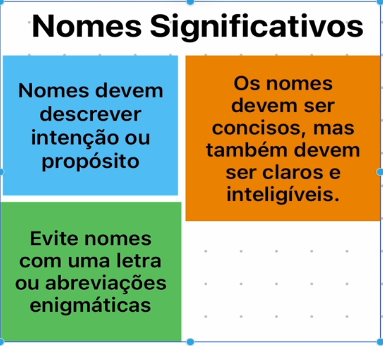 Nomes Significativos
Nomes devem
descrever
intenção ou
propósito
Os nomes
devem ser
concisos, mas
também devem
ser claros e
inteligíveis.
Evite nomes
com uma letra
ou abreviações
enigmáticas